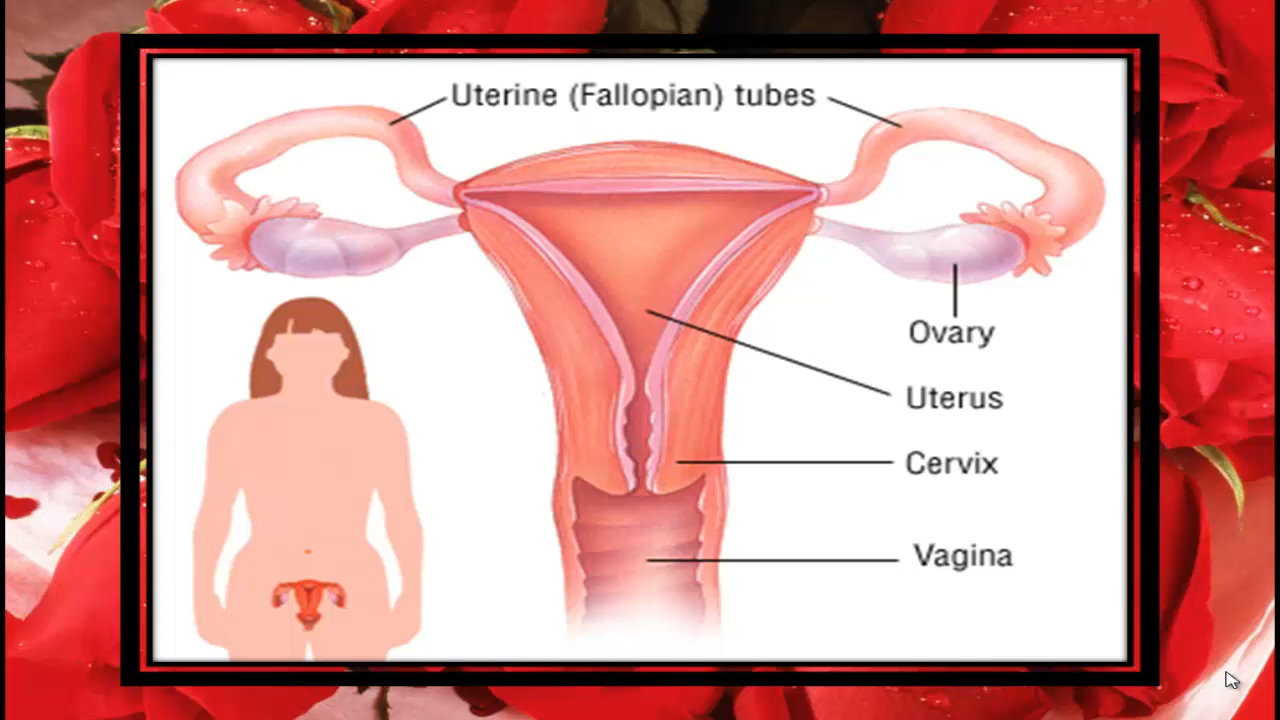 Uterine (Fallopian) tubes
Ovary
Uterus
Cervix
Vagina